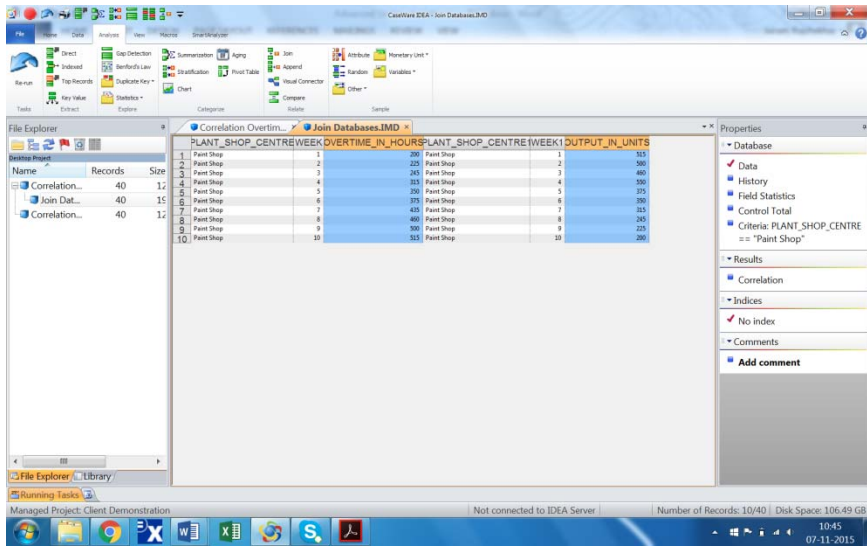 CaseWare IDEA - Join Databases.IMD
File Home Data Analysis View Macros SmartAnalyzer
Re-run
Tasks
Direct
Indexed
Top Records
Key Value
Extract
Gap Detection
Benford's Law
Duplicate Key
Statistics
Explore
Summarization Aging
Stratification Pivot Table
Chart
Categorize
Join
Append
Visual Connector
Compare
Relate
Attribute Monetary Unit
Random Variables
Other
Sample
File Explorer
Desktop Project
Name Records Size
Correlation... 40 12
Join Dat... 40 19
Correlation... 40 12
File Explorer Library
Correlation Overtim... Join Databases.IMD
PLANT_SHOP_CENTRE WEEK OVERTIME_IN_HOURS PLANT_SHOP_CENTRE1 WEEK1 OUTPUT_IN_UNITS
1 Paint Shop 1 200 Paint Shop 1 515
2 Paint Shop 2 225 Paint Shop 2 500
3 Paint Shop 3 245 Paint Shop 3 460
4 Paint Shop 4 315 Paint Shop 4 550
5 Paint Shop 5 350 Paint Shop 5 375
6 Paint Shop 6 375 Paint Shop 6 350
7 Paint Shop 7 435 Paint Shop 7 315
8 Paint Shop 8 460 Paint Shop 8 245
9 Paint Shop 9 500 Paint Shop 9 225
10 Paint Shop 10 515 Paint Shop 10 200
Properties
Database
Data
History
Field Statistics
Control Total
Criteria: PLANT_SHOP_CENTRE
== "Paint Shop"
Results
Correlation
Indices
No index
Comments
Add comment
Running Tasks
Managed Project: Client Demonstration
Not connected to IDEA Server
Number of Records: 10/40 Disk Space: 106.49 GB
10:45
07-11-2015